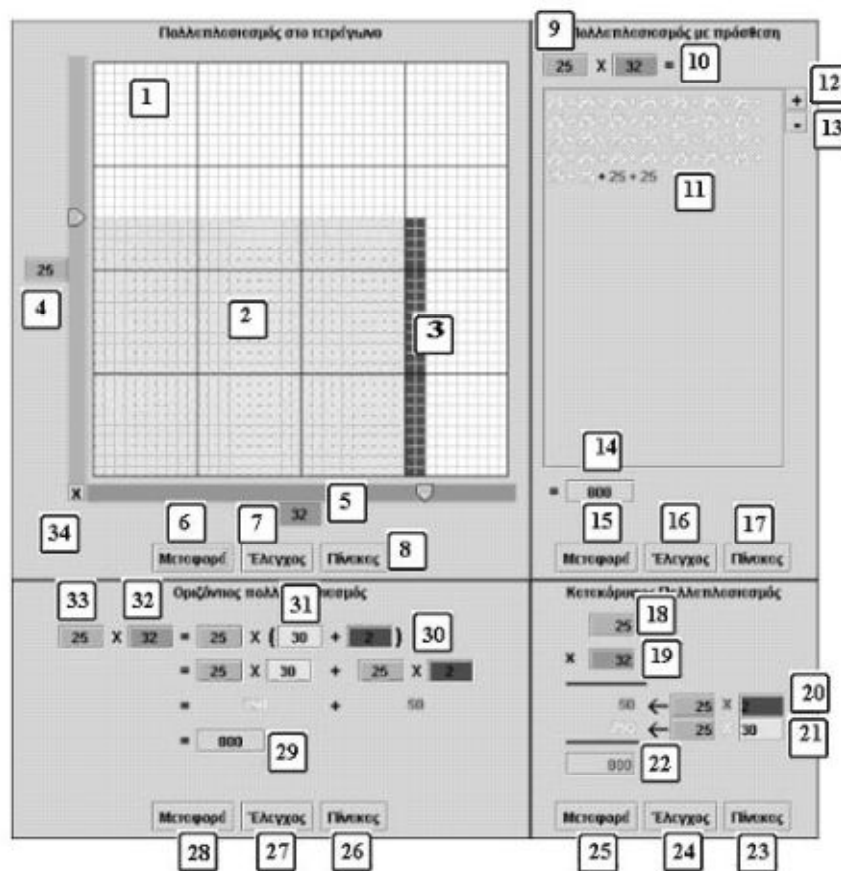 Πολλαπλασιασμός στο τετράγωνο
1
2
3
25
4
X
5
32
34
6
7
8
Μεταφορά Έλεγχος Πίνακας
9
Πολλαπλασιασμός με πρόσθεση
25 X 32 =
10
12
+
-
13
+ 25 + 25
11
14
= 800
15
16
17
Μεταφορά Έλεγχος Πίνακας
Οριζόντιος πολλαπλασιασμός
33
32
31
25 X 32 = 25 X ( 30 + 2 )
30
= 25 X 30 + 25 X 2
= + 50
= 800
29
Μεταφορά Έλεγχος Πίνακας
28
27
26
Κατακόρυφος Πολλαπλασιασμός
25
18
X 32
19
50 ← 25 X 2
20
← 25 X 30
21
800
22
Μεταφορά Έλεγχος Πίνακας
25
24
23